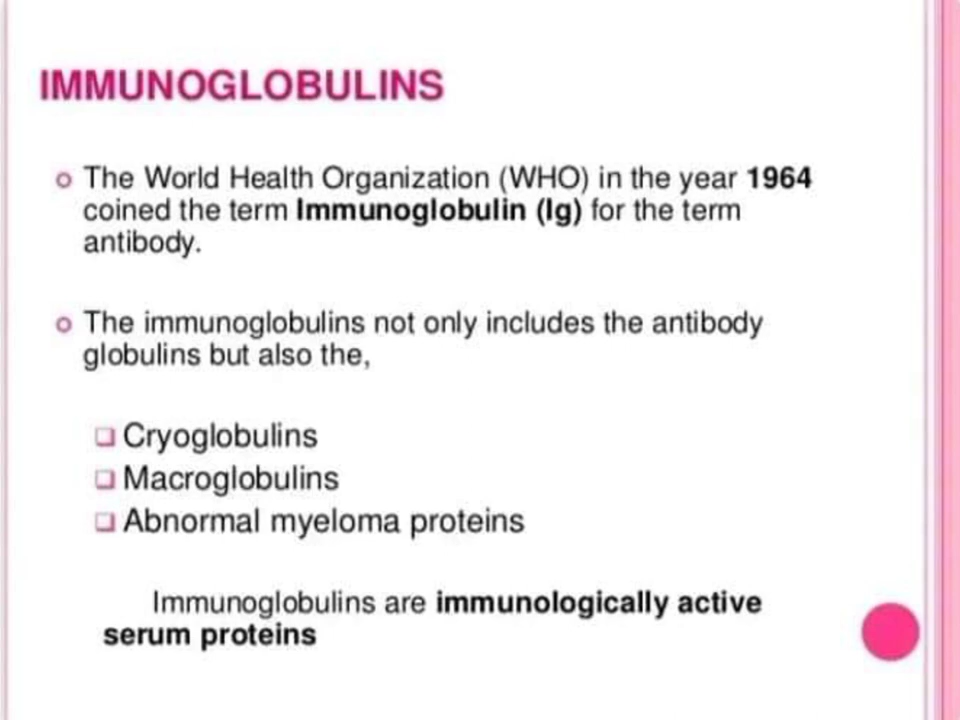 IMMUNOGLOBULINS
The World Health Organization (WHO) in the year 1964
coined the term Immunoglobulin (Ig) for the term
antibody.
The immunoglobulins not only includes the antibody
globulins but also the,
Cryoglobulins
Macroglobulins
Abnormal myeloma proteins
Immunoglobulins are immunologically active
serum proteins